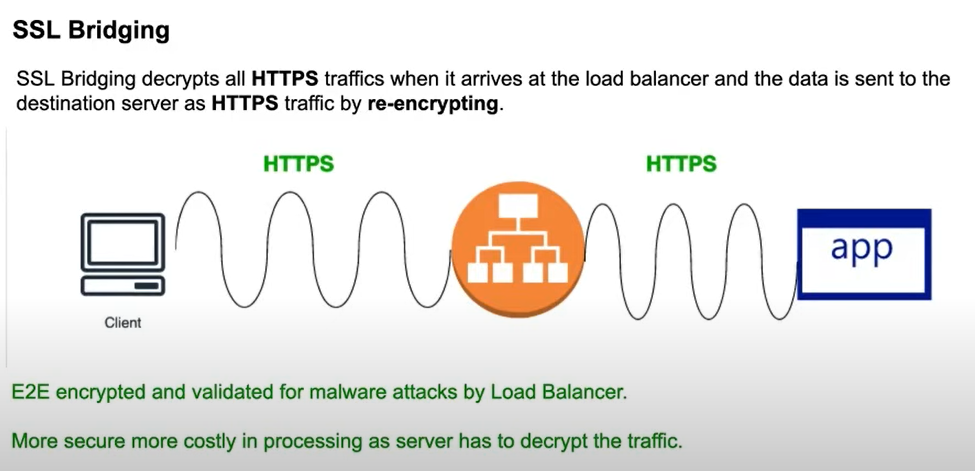 SSL Bridging
SSL Bridging decrypts all HTTPS traffics when it arrives at the load balancer and the data is sent to the
destination server as HTTPS traffic by re-encrypting.
HTTPS
HTTPS
app
Client
E2E encrypted and validated for malware attacks by Load Balancer.
More secure more costly in processing as server has to decrypt the traffic.